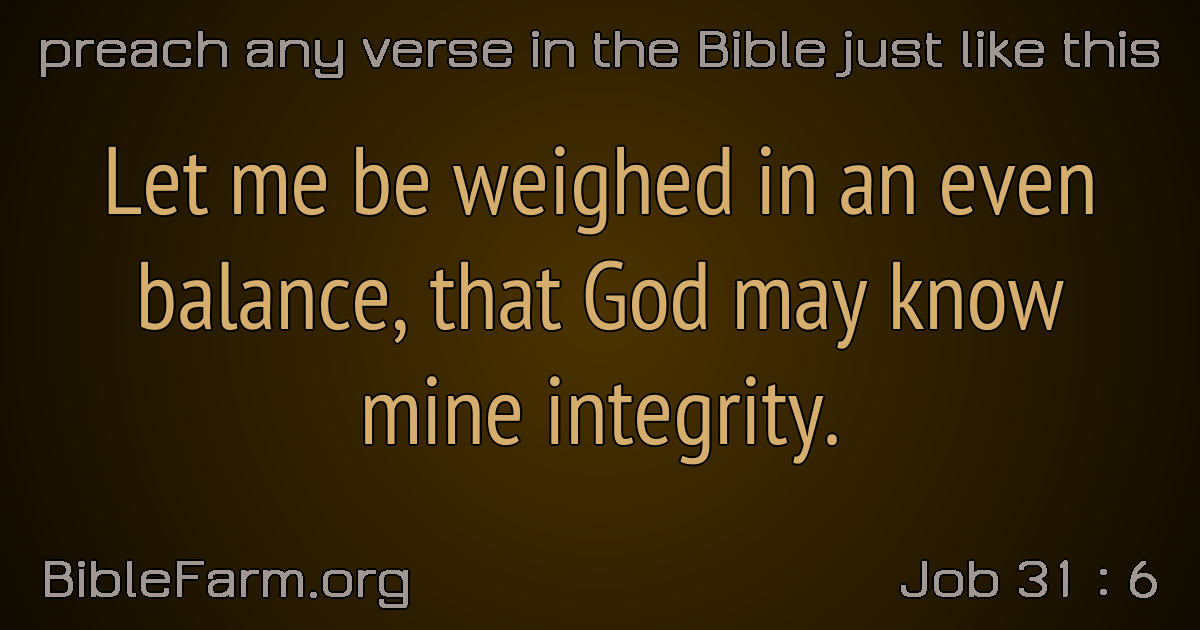 preach any verse in the Bible just like this
Let me be weighed in an even
balance, that God may know
mine integrity.
BibleFarm.org
Job 31 : 6